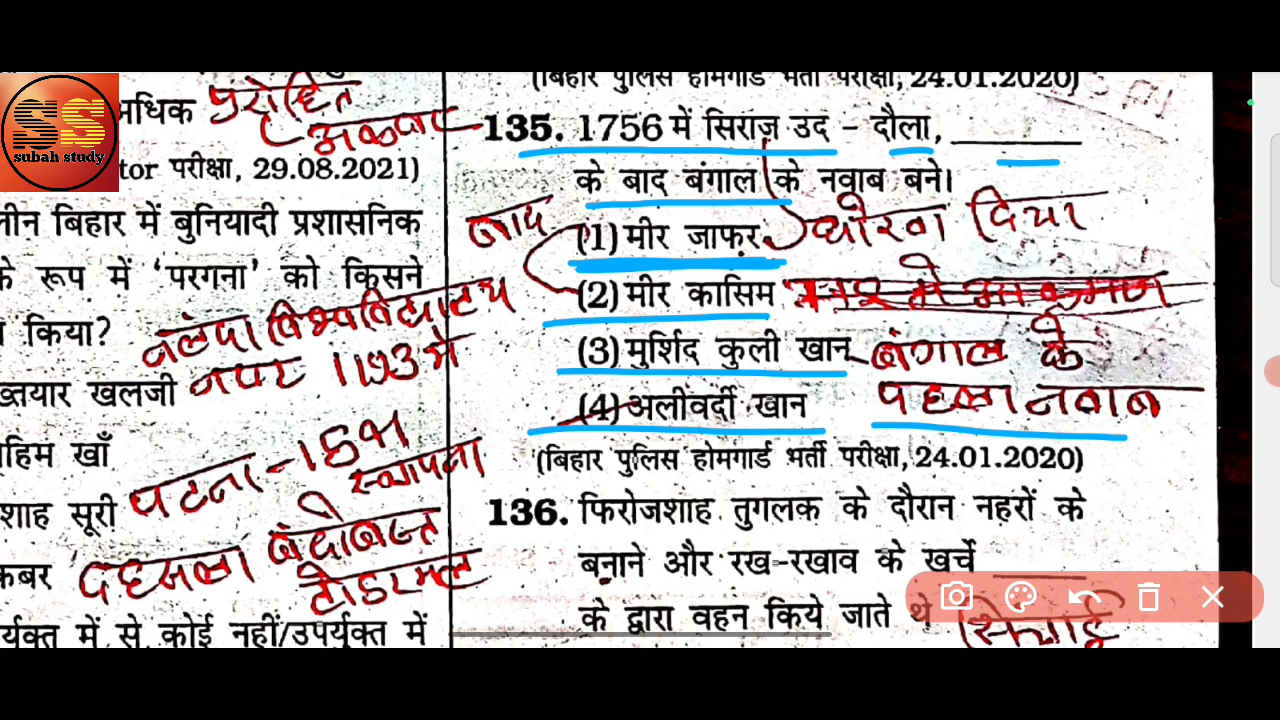 SS
subah study
अधिक
पुरोहित
अकबर
tor परीक्षा, 29.08.2021)
लीन बिहार में बुनियादी प्रशासनिक
के रूप में ‘परगना’ को किसने
किया?
विश्वविद्यालय
1193 मे
ख्तयार खलजी
खाँ
शाह सूरी
पटना -
स्थापना
कबर
दहसाला बंदोबस्त
टोडरमल
र्युक्त में से कोई नहीं/उपर्युक्त में
(बिहार पुलिस होमगार्ड भर्ती परीक्षा, 24.01.2020)
135. 1756 में सिराज़ उद – दौला, ______
के बाद बंगाल के नवाब बने।
बाद
(1) मीर जाफ़र
दिया
(2) मीर कासिम
(3) मुर्शिद कुली खान
बंगाल के
पहला नवाब
(4) अलीवर्दी खान
(बिहार पुलिस होमगार्ड भर्ती परीक्षा, 24.01.2020)
136. फिरोजशाह तुगलक़ के दौरान नहरों के
बनाने और रख-रखाव के खर्चे
के द्वारा वहन किये जाते थे
सिचाई